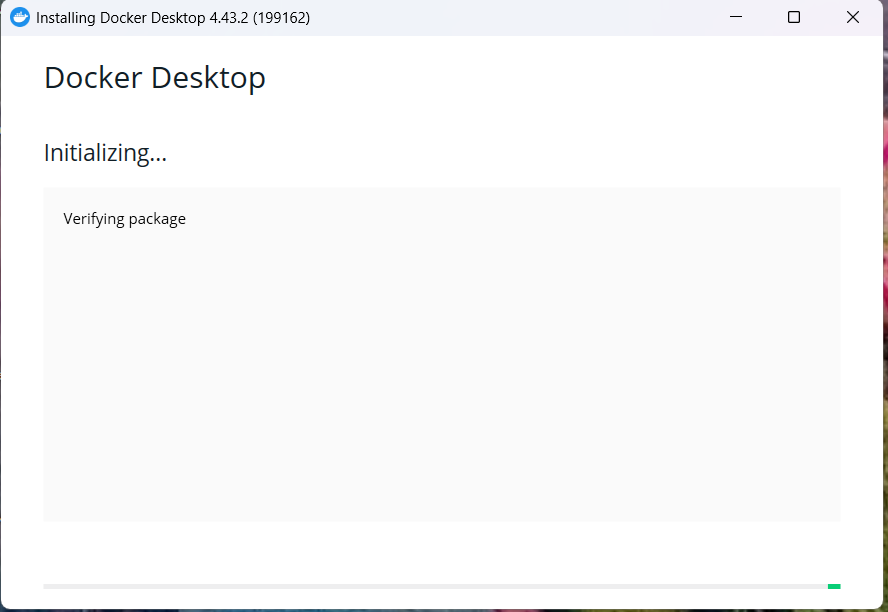 Installing Docker Desktop 4.43.2 (199162)
Docker Desktop
Initializing...
Verifying package